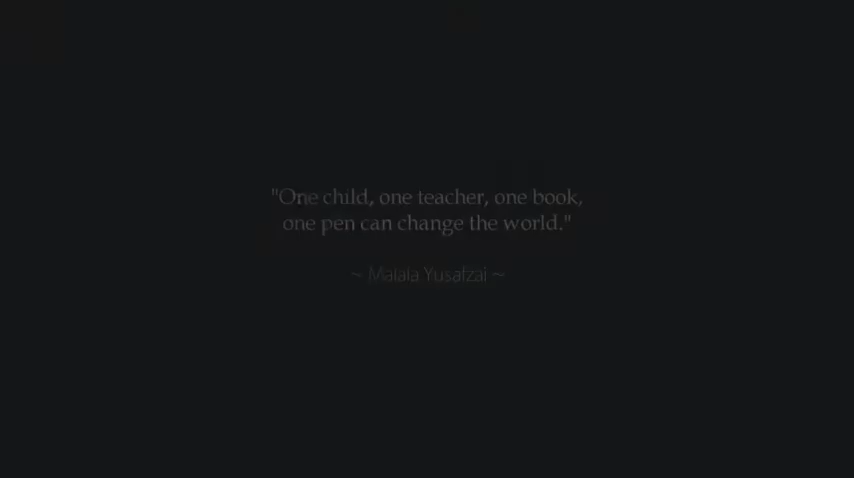 "One child, one teacher, one book,
one pen can change the world."
~ Malala Yusafzai ~